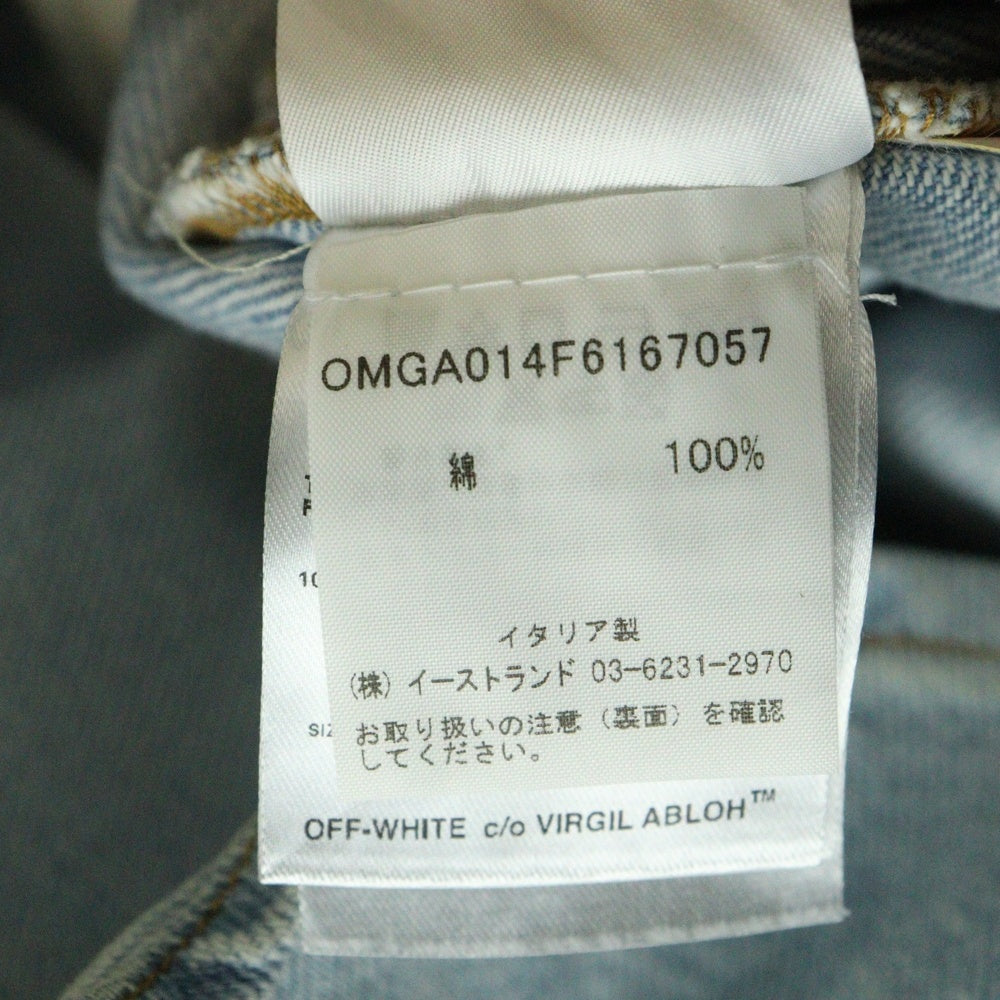 OMGA014F6167057
綿 100%
イタリア製
(株) イーストランド 03-6231-2970
お取り扱いの注意(裏面)を確認
してください。
OFF-WHITE c/o VIRGIL ABLOH™